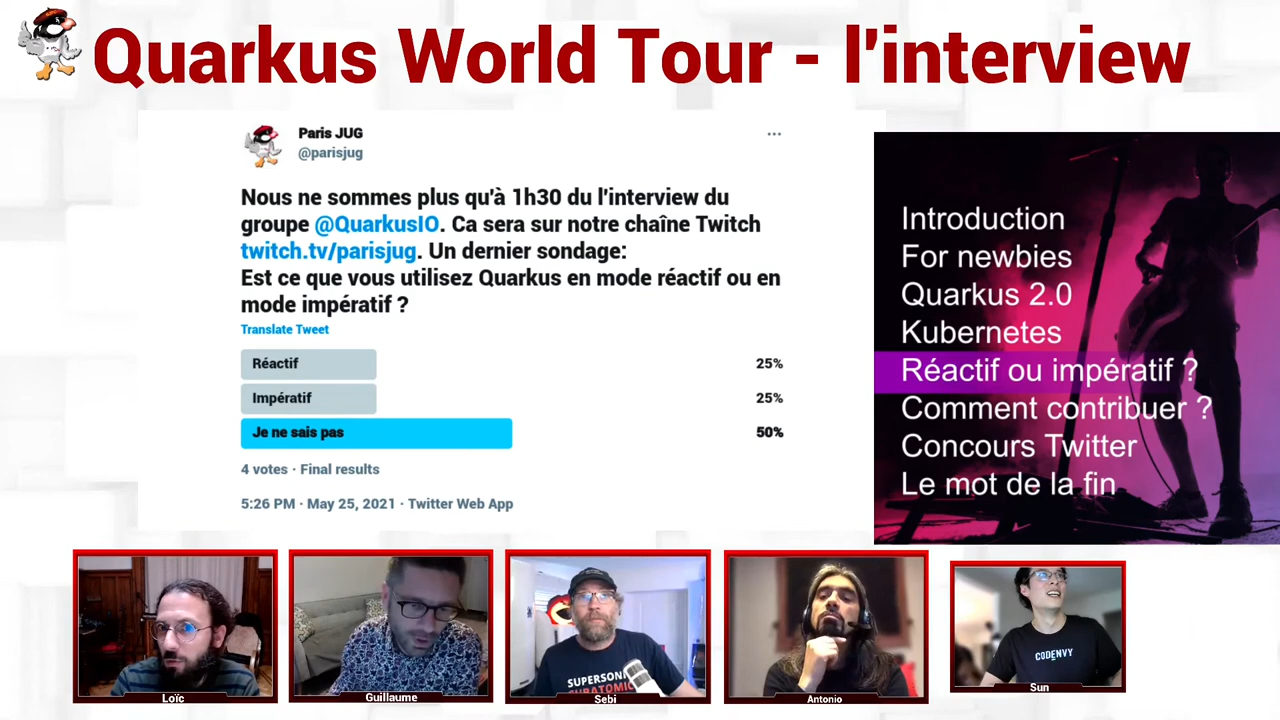 Quarkus World Tour - l'interview
Paris JUG
@parisjug
Nous ne sommes plus qu'à 1h30 du l'interview du
groupe @QuarkusIO. Ca sera sur notre chaîne Twitch
twitch.tv/parisjug. Un dernier sondage:
Est ce que vous utilisez Quarkus en mode réactif ou en
mode impératif ?
Translate Tweet
Réactif 25%
Impératif 25%
Je ne sais pas 50%
4 votes · Final results
5:26 PM · May 25, 2021 · Twitter Web App
Introduction
For newbies
Quarkus 2.0
Kubernetes
Réactif ou impératif ?
Comment contribuer ?
Concours Twitter
Le mot de la fin
SUPERSONIC
SUBATOMIC
CODENVY
Loïc
Guillaume
Sebi
Antonio
Sun